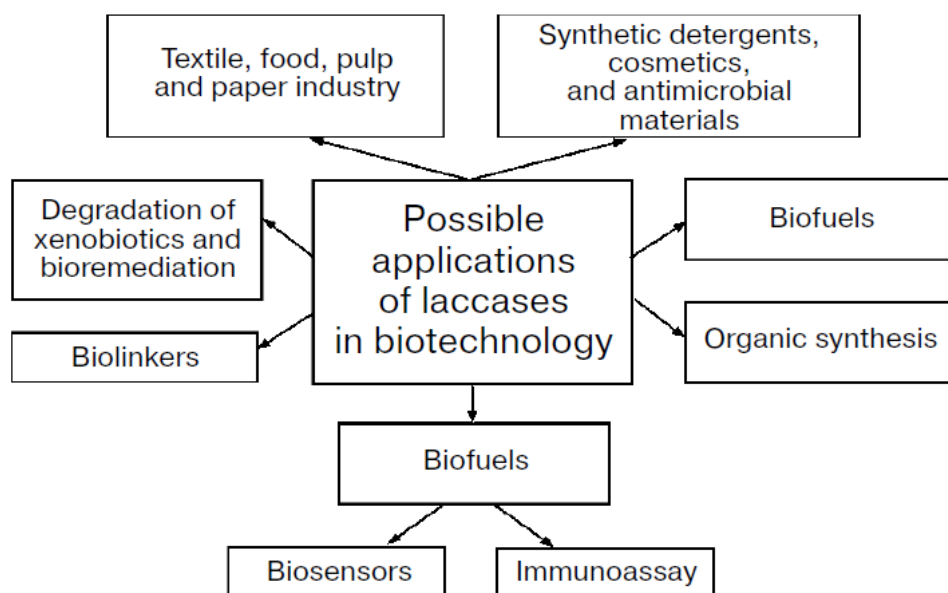 Textile, food, pulp
and paper industry
Synthetic detergents,
cosmetics,
and antimicrobial
materials
Degradation of
xenobiotics and
bioremediation
Possible
applications
of laccases
in biotechnology
Biofuels
Biolinkers
Organic synthesis
Biofuels
Biosensors
Immunoassay